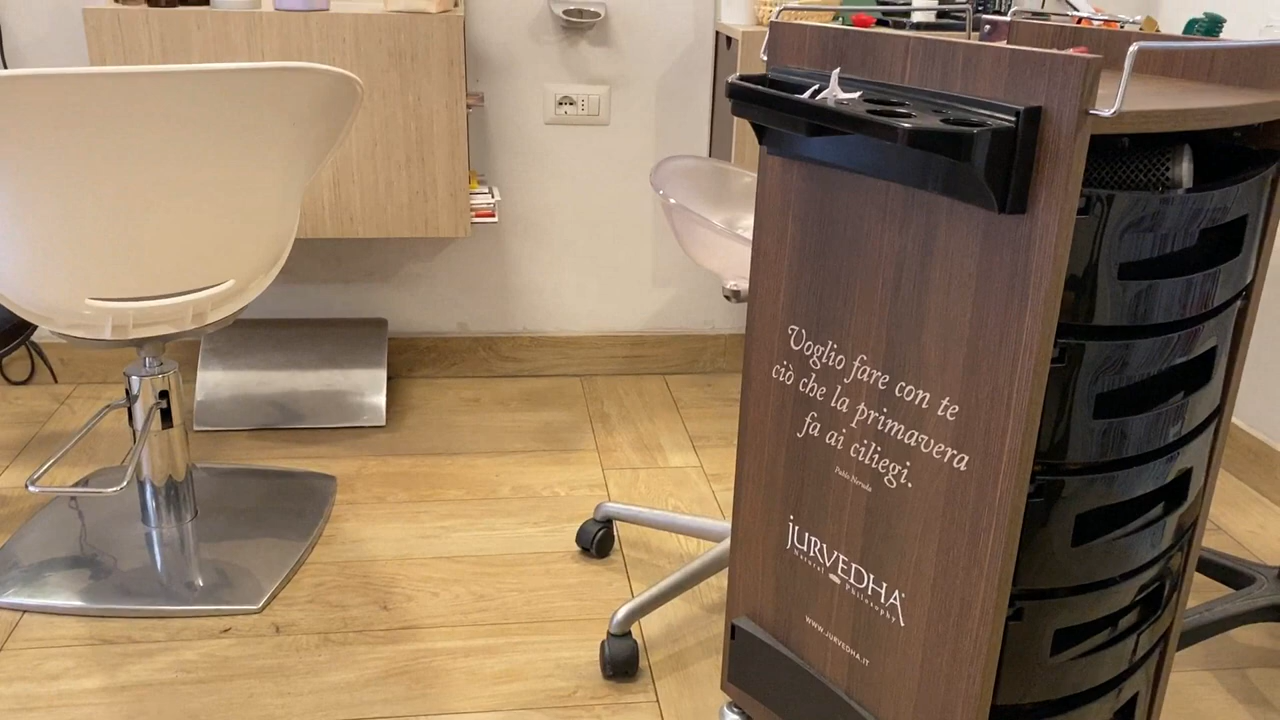 Voglio fare con te
ciò che la primavera
fa ai ciliegi.
Pablo Neruda
jURVEDHA
Natural Philosophy
WWW.JURVEDHA.IT